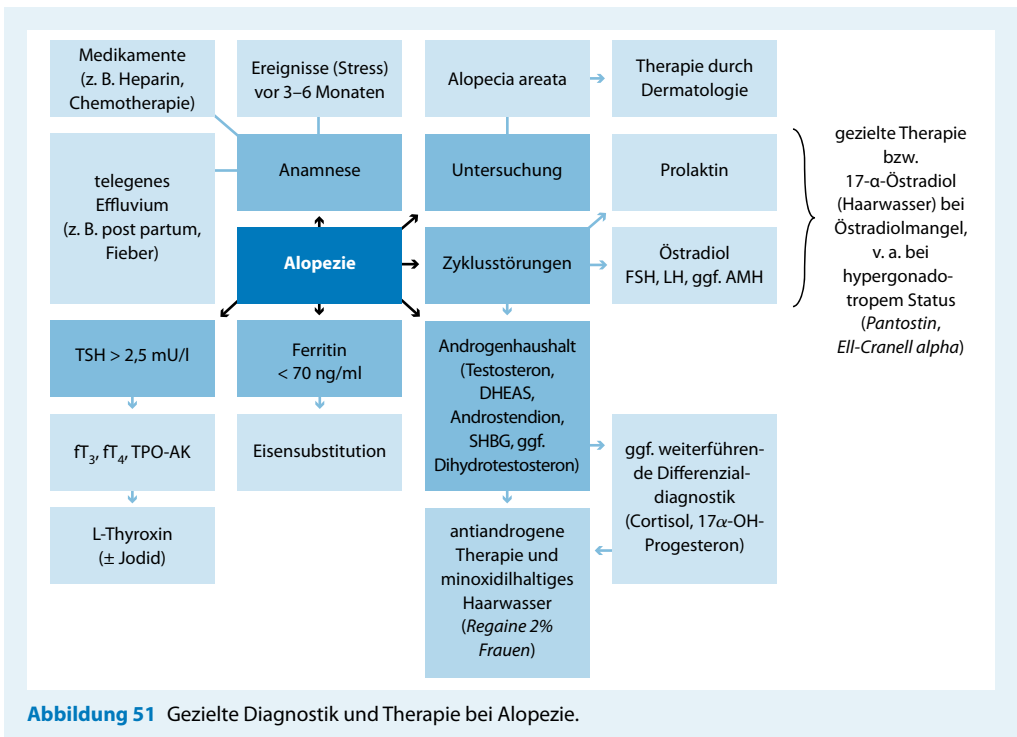 Medikamente
(z. B. Heparin,
Chemotherapie)
Ereignisse (Stress)
vor 3–6 Monaten
Alopecia areata
Therapie durch
Dermatologie
telegenes
Effluvium
(z. B. post partum,
Fieber)
Anamnese
Untersuchung
Prolaktin
gezielte Therapie
bzw.
17-α-Östradiol
(Haarwasser) bei
Östradiolmangel,
v. a. bei
hypergonado-
tropem Status
(Pantostin,
Ell-Cranell alpha)
Alopezie
Zyklusstörungen
Östradiol
FSH, LH, ggf. AMH
TSH > 2,5 mU/l
Ferritin
< 70 ng/ml
Androgenhaushalt
(Testosteron,
DHEAS,
Androstendion,
SHBG, ggf.
Dihydrotestosteron)
fT3, fT4, TPO-AK
Eisensubstitution
ggf. weiterführen-
de Differenzial-
diagnostik
(Cortisol, 17α-OH-
Progesteron)
L-Thyroxin
(± Jodid)
antiandrogene
Therapie und
minoxidilhaltiges
Haarwasser
(Regaine 2%
Frauen)
Abbildung 51 Gezielte Diagnostik und Therapie bei Alopezie.